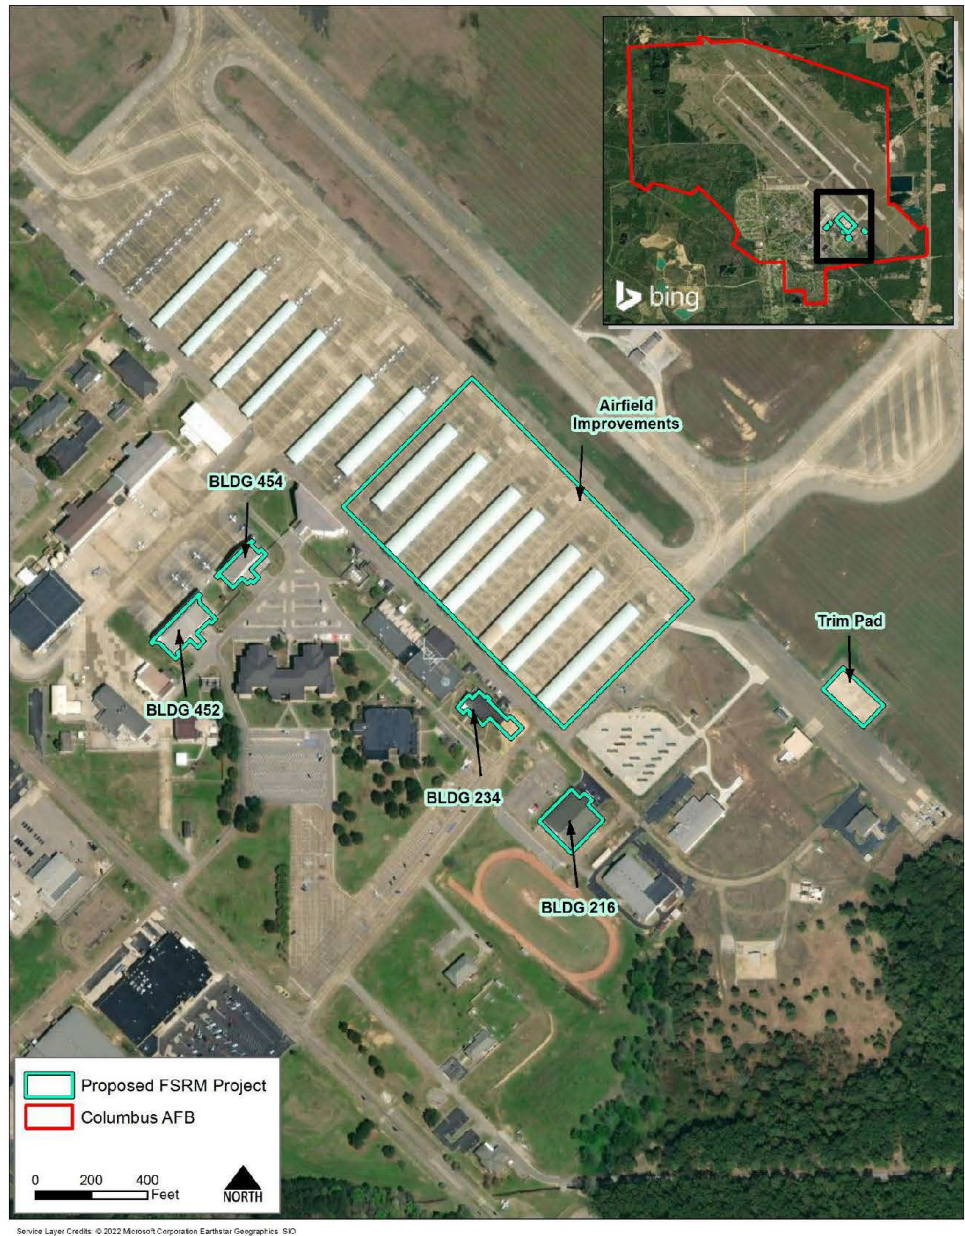 bing
Airfield
Improvements
BLDG 454
Trim Pad
BLDG 452
BLDG 234
BLDG 216
Proposed FSRM Project
Columbus AFB
0 200 400
Feet
NORTH
Service Layer Credits: © 2022 Microsoft Corporation Earthstar Geographics SIO